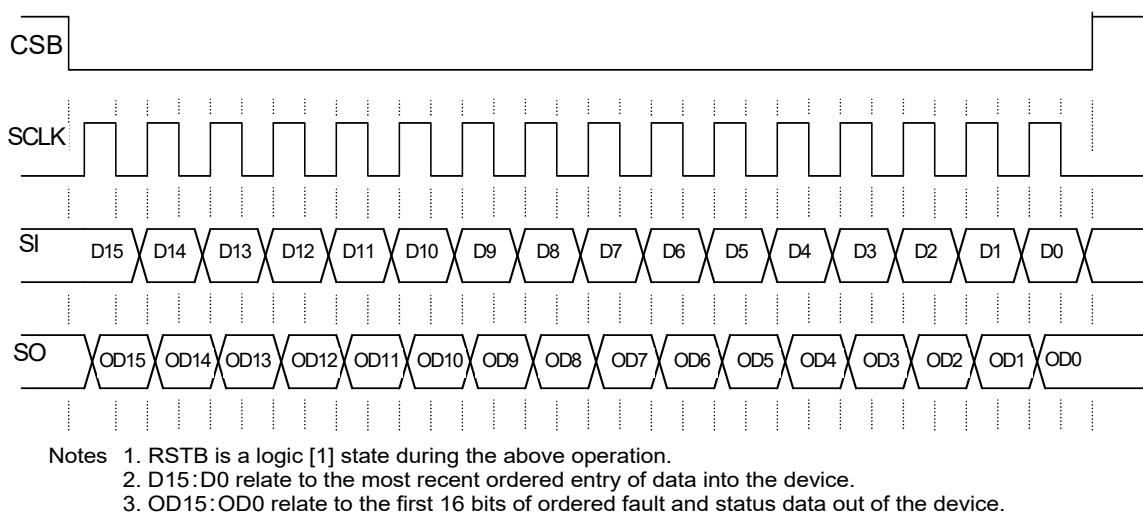 CSB
SCLK
SI D15 D14 D13 D12 D11 D10 D9 D8 D7 D6 D5 D4 D3 D2 D1 D0
SO OD15 OD14 OD13 OD12 OD11 OD10 OD9 OD8 OD7 OD6 OD5 OD4 OD3 OD2 OD1 OD0
Notes 1. RSTB is a logic [1] state during the above operation.
2. D15:D0 relate to the most recent ordered entry of data into the device.
3. OD15:OD0 relate to the first 16 bits of ordered fault and status data out of the device.